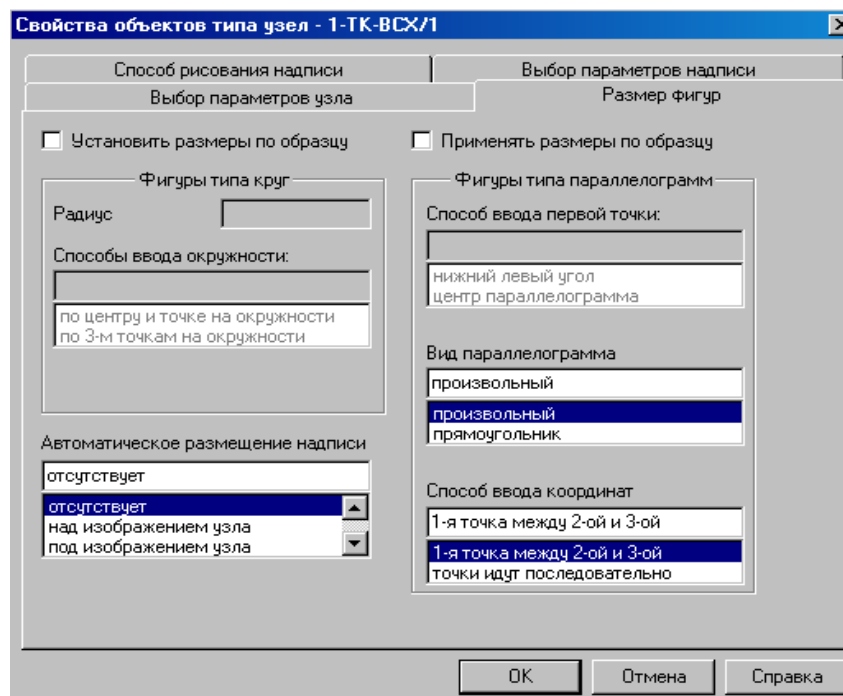 Свойства объектов типа узел - 1-ТК-ВСХ/1
Способ рисования надписи
Выбор параметров надписи
Выбор параметров узла
Размер фигур
Установить размеры по образцу
Применять размеры по образцу
Фигуры типа круг
Радиус
Способы ввода окружности:
по центру и точке на окружности
по 3-м точкам на окружности
Автоматическое размещение надписи
отсутствует
отсутствует
над изображением узла
под изображением узла
Фигуры типа параллелограмм
Способ ввода первой точки:
нижний левый угол
центр параллелограмма
Вид параллелограмма
произвольный
произвольный
прямоугольник
Способ ввода координат
1-я точка между 2-ой и 3-ой
1-я точка между 2-ой и 3-ой
точки идут последовательно
OK
Отмена
Справка